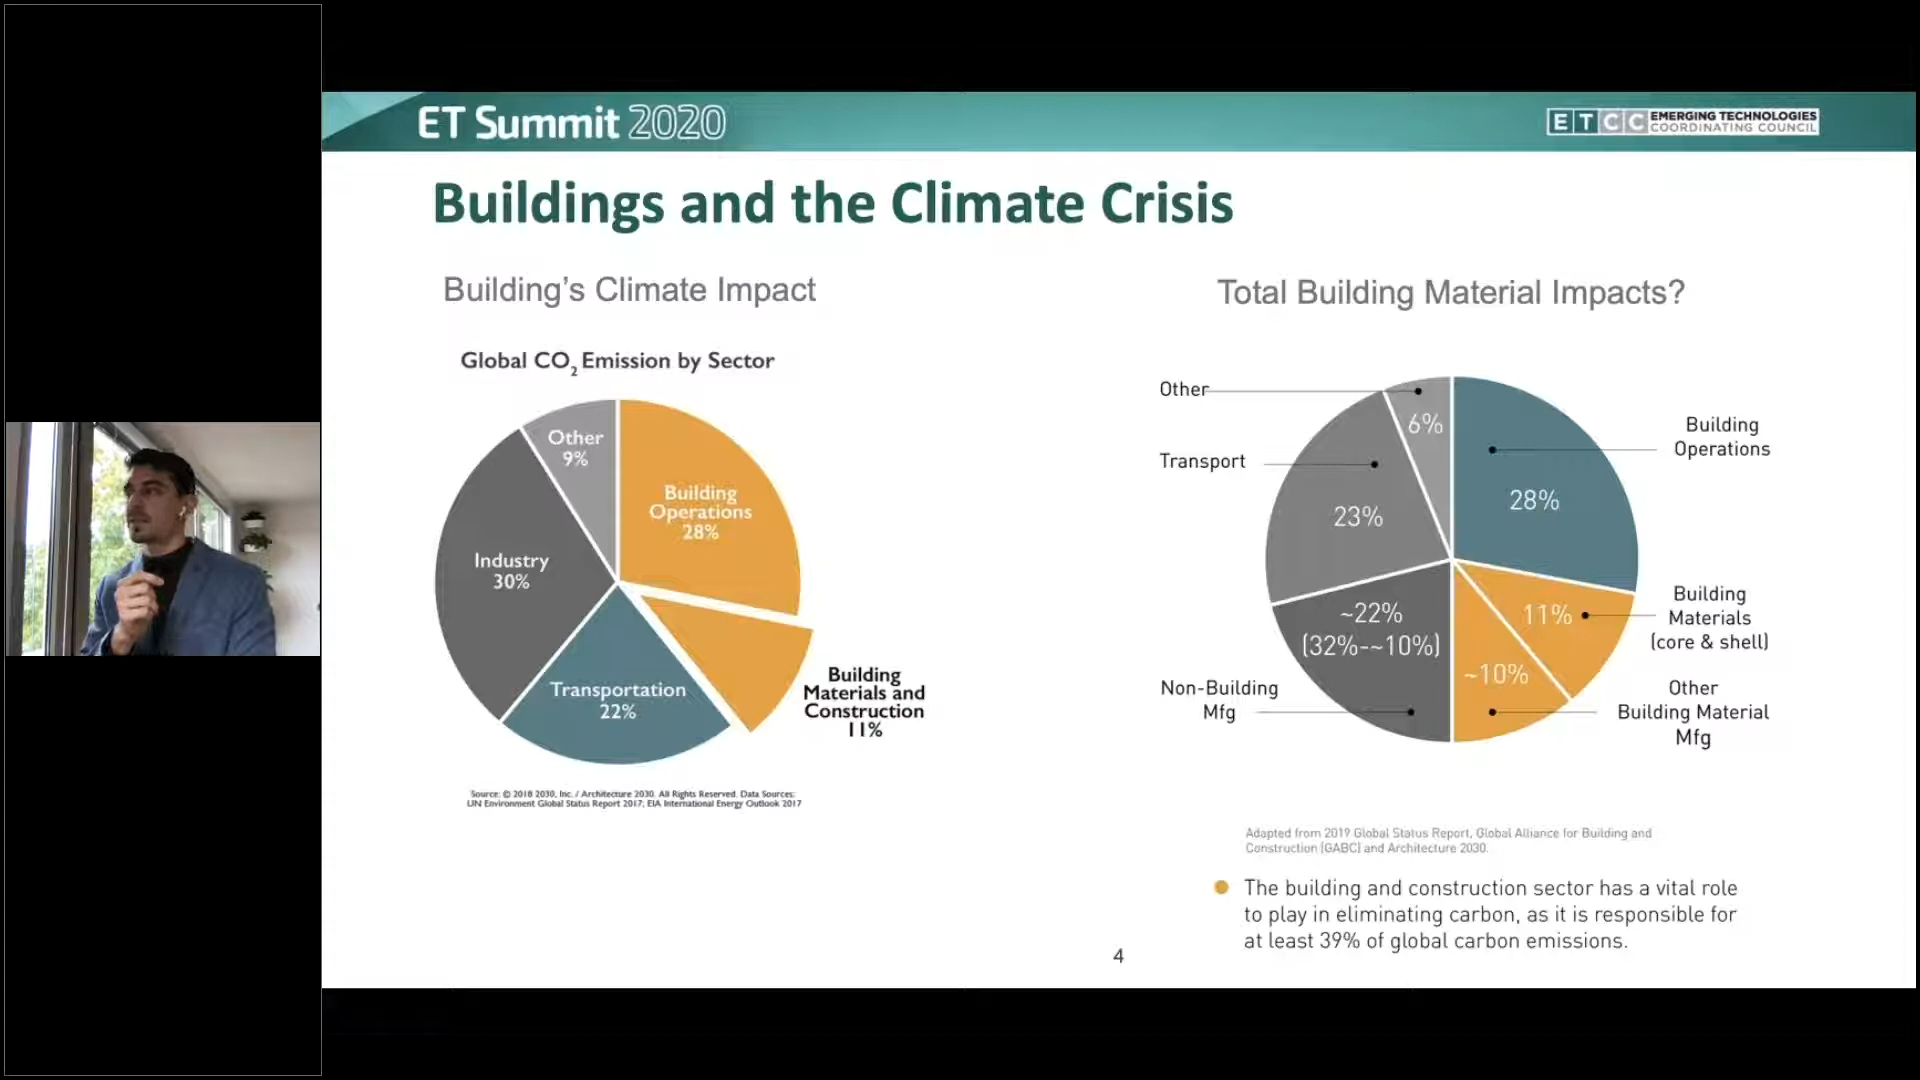 ET Summit 2020
ETCC EMERGING TECHNOLOGIES
COORDINATING COUNCIL
Buildings and the Climate Crisis
Building's Climate Impact
Global CO2 Emission by Sector
Other
9%
Building
Operations
28%
Industry
30%
Transportation
22%
Building
Materials and
Construction
11%
Source: © 2018 2030, Inc. / Architecture 2030. All Rights Reserved. Data Sources:
UN Environment Global Status Report 2017; EIA International Energy Outlook 2017
Total Building Material Impacts?
Other
6%
Transport
23%
Building
Operations
28%
Building
Materials
(core & shell)
11%
~22%
(32%-~10%)
~10%
Non-Building
Mfg
Other
Building Material
Mfg
Adapted from 2019 Global Status Report, Global Alliance for Building and
Construction (GABC) and Architecture 2030.
The building and construction sector has a vital role
to play in eliminating carbon, as it is responsible for
at least 39% of global carbon emissions.
4